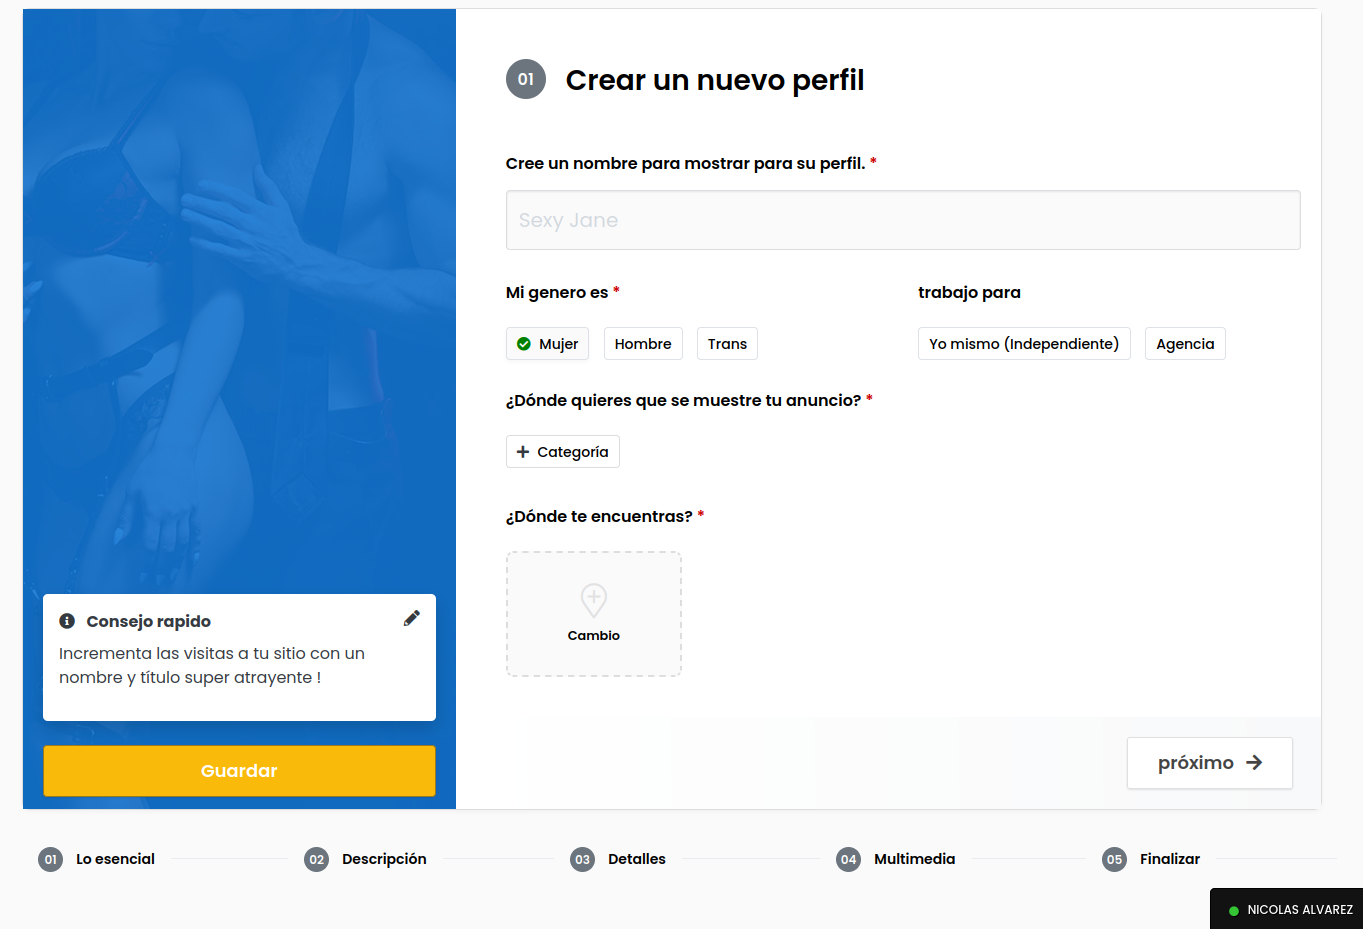 01 Crear un nuevo perfil
Cree un nombre para mostrar para su perfil. *
Sexy Jane
Mi genero es *
Mujer Hombre Trans
trabajo para
Yo mismo (Independiente) Agencia
¿Dónde quieres que se muestre tu anuncio? *
+ Categoría
¿Dónde te encuentras? *
Cambio
Consejo rapido
Incrementa las visitas a tu sitio con un
nombre y título super atrayente !
Guardar
próximo
01 Lo esencial 02 Descripción 03 Detalles 04 Multimedia 05 Finalizar
NICOLAS ALVAREZ